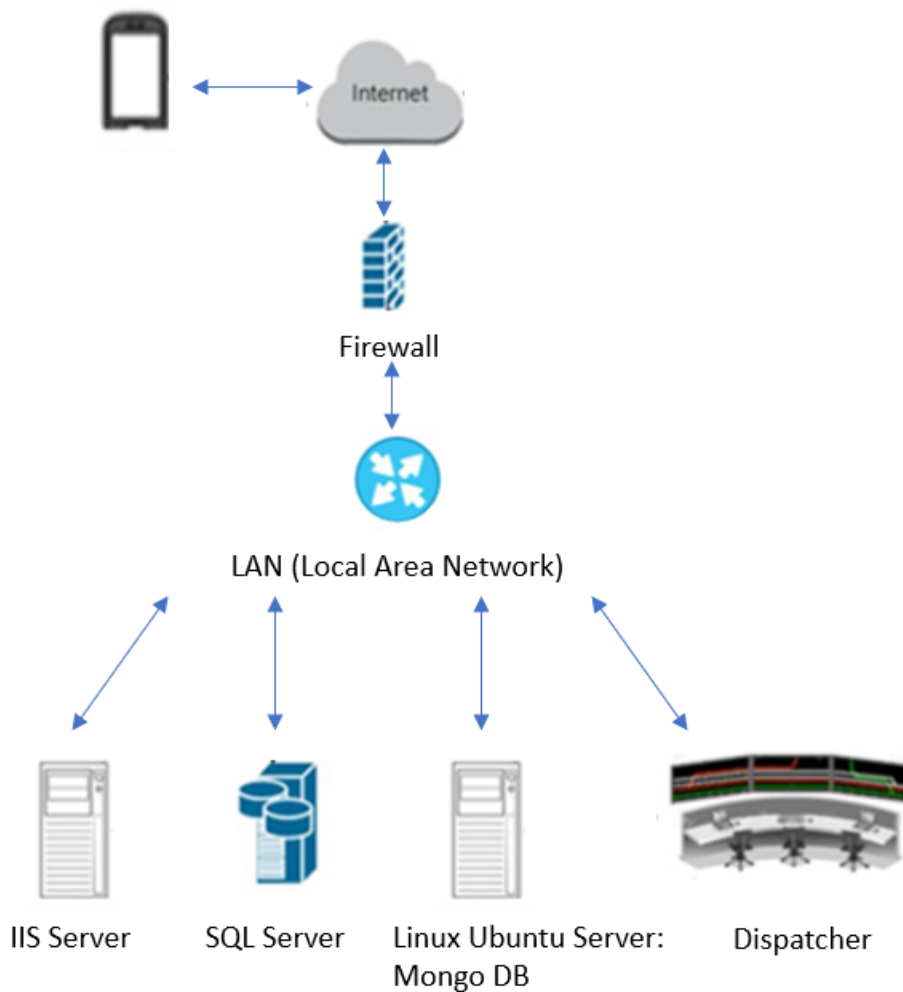 Internet
Firewall
LAN (Local Area Network)
IIS Server
SQL Server
Linux Ubuntu Server:
Mongo DB
Dispatcher